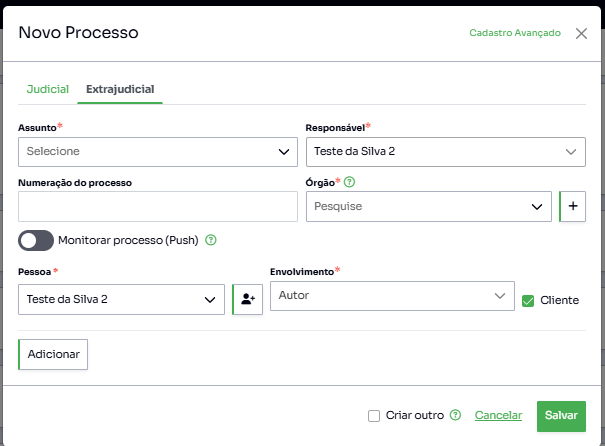 Novo Processo
Cadastro Avançado
Judicial Extrajudicial
Assunto* Responsável*
Selecione Teste da Silva 2
Numeração do processo Órgão* ?
Pesquise +
Monitorar processo (Push) ?
Pessoa * Envolvimento*
Teste da Silva 2 Autor Cliente
Adicionar
Criar outro ? Cancelar Salvar